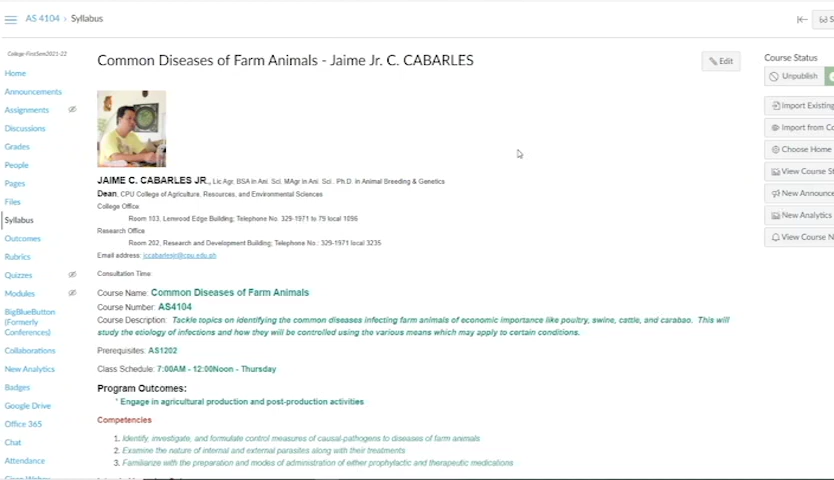 AS 4104 > Syllabus
College-FirstSem2021-22
Home
Announcements
Assignments
Discussions
Grades
People
Pages
Files
Syllabus
Outcomes
Rubrics
Quizzes
Modules
BigBlueButton
(Formerly
Conferences)
Collaborations
New Analytics
Badges
Google Drive
Office 365
Chat
Attendance
Common Diseases of Farm Animals - Jaime Jr. C. CABARLES
Edit
JAIME C. CABARLES JR., Lic Agr, BSA in Ani. Sci, MAgr in Ani. Sci., Ph.D. in Animal Breeding & Genetics
Dean, CPU College of Agriculture, Resources, and Environmental Sciences
College Office
Room 103, Lenwood Edge Building; Telephone No. 329-1971 to 79 local 1096
Research Office
Room 202, Research and Development Building; Telephone No.: 329-1971 local 3235
Email address: jccabarlesjr@cpu.edu.ph
Consultation Time:
Course Name: Common Diseases of Farm Animals
Course Number: AS4104
Course Description: Tackle topics on identifying the common diseases infecting farm animals of economic importance like poultry, swine, cattle, and carabao. This will
study the etiology of infections and how they will be controlled using the various means which may apply to certain conditions.
Prerequisites: AS1202
Class Schedule: 7:00AM - 12:00Noon - Thursday
Program Outcomes:
* Engage in agricultural production and post-production activities
Competencies
1. Identify, investigate, and formulate control measures of causal-pathogens to diseases of farm animals
2. Examine the nature of internal and external parasites along with their treatments
3. Familiarize with the preparation and modes of administration of either prophylactic and therapeutic medications
Course Status
Unpublish
Import Existing
Import from Co
Choose Home
View Course St
New Announce
New Analytics
View Course N